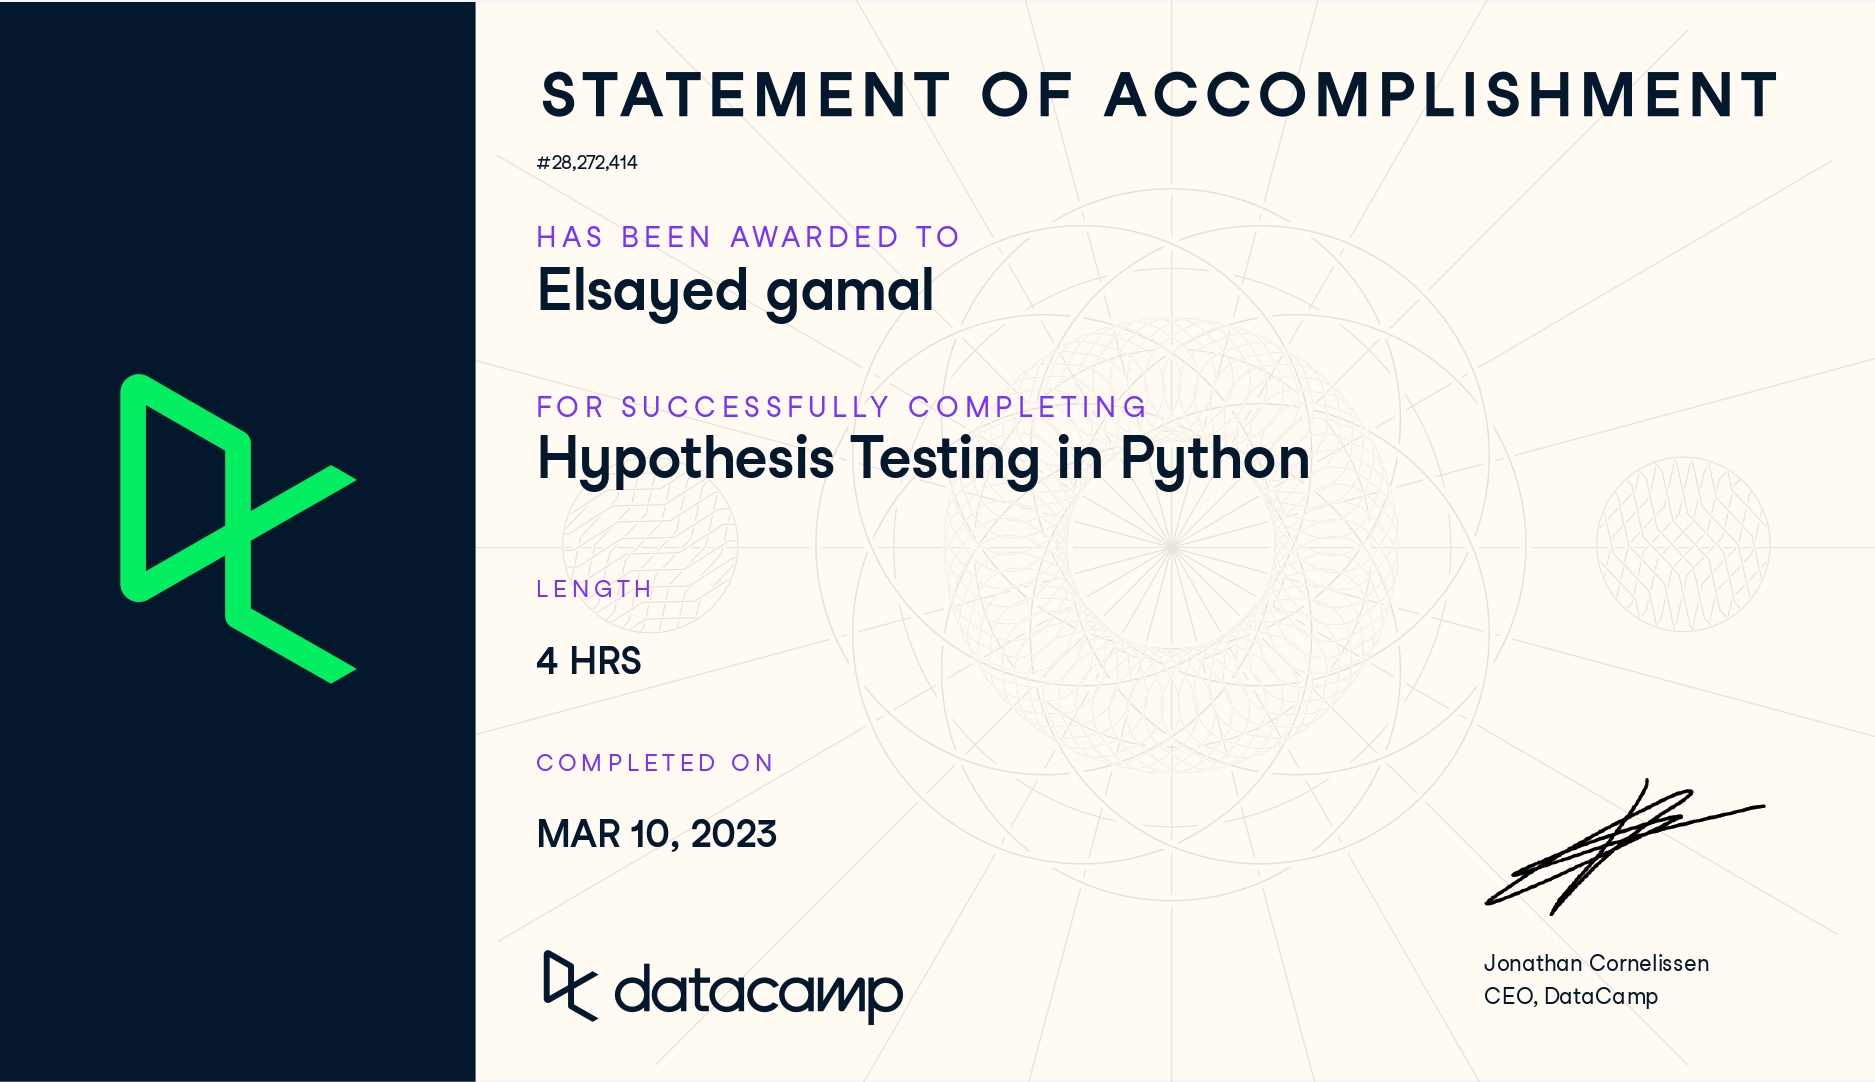 STATEMENT OF ACCOMPLISHMENT
#28,272,414
HAS BEEN AWARDED TO
Elsayed gamal
FOR SUCCESSFULLY COMPLETING
Hypothesis Testing in Python
LENGTH
4 HRS
COMPLETED ON
MAR 10, 2023
datacamp
Jonathan Cornelissen
CEO, DataCamp